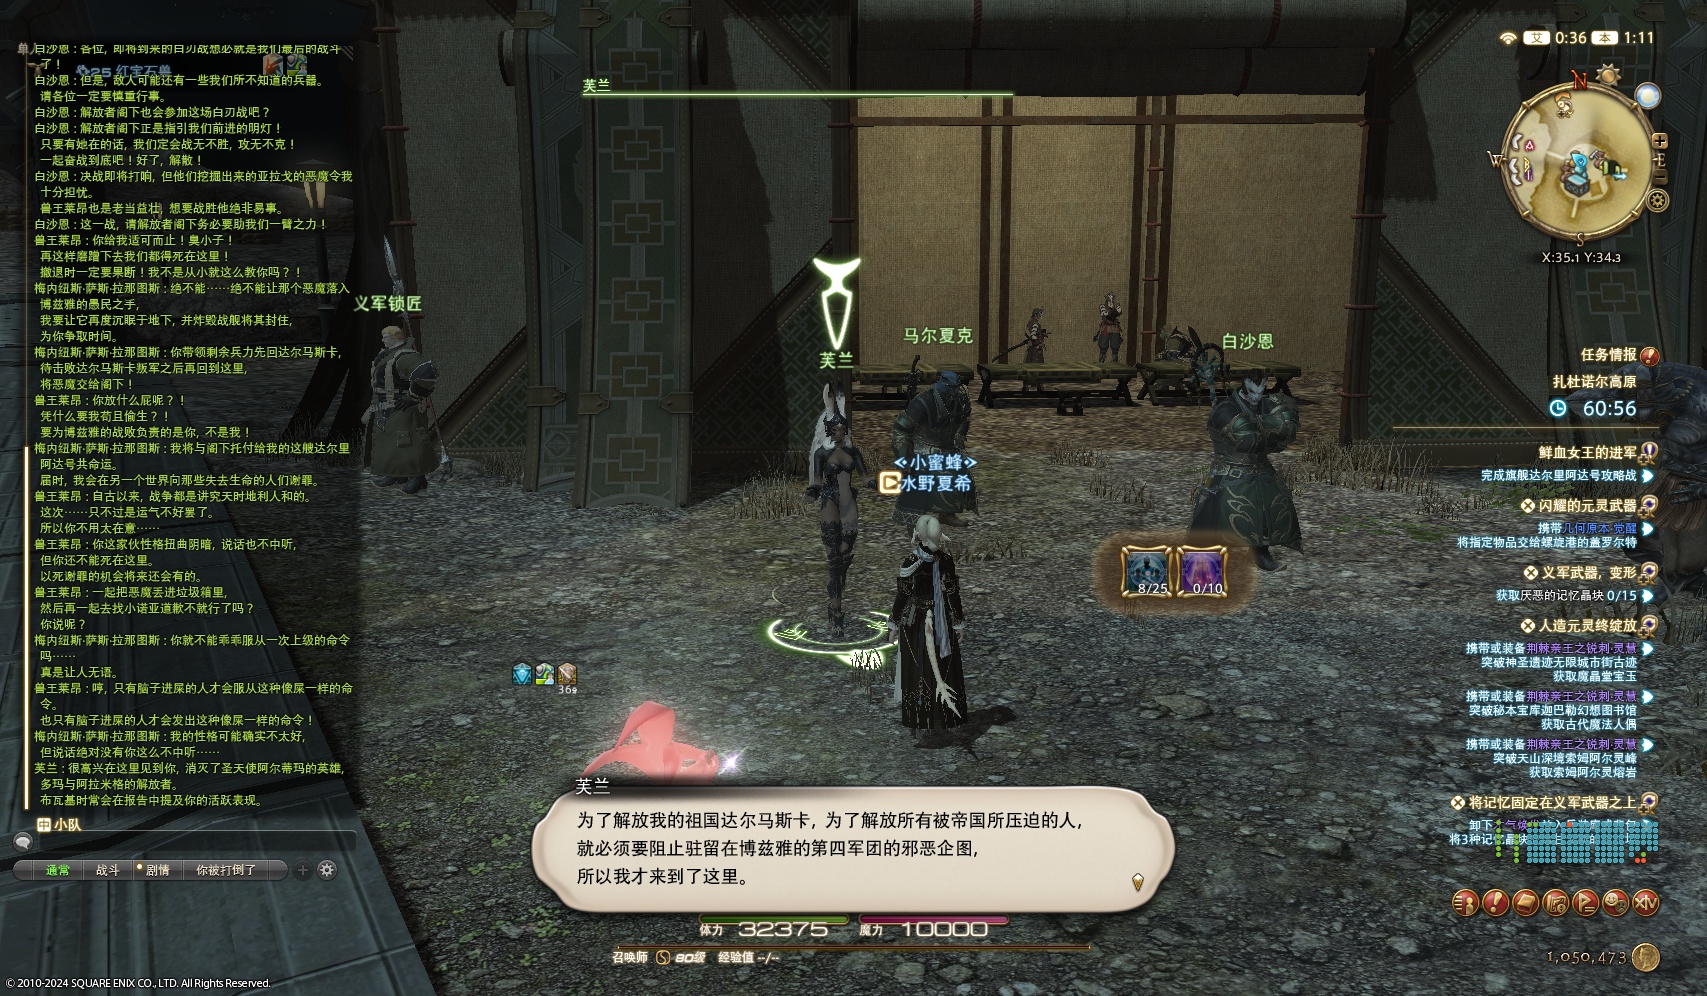 白沙恩：各位，即将到来的白刃战想必就是我们最后的战斗
了！
25 红宝石兽
白沙恩：但是，敌人可能还有一些我们所不知道的兵器。
请各位一定要慎重行事。
白沙恩：解放者阁下也会参加这场白刃战吧？
白沙恩：解放者阁下正是指引我们前进的明灯！
只要有她在的话，我们定会战无不胜，攻无不克！
一起奋战到底吧！好了，解散！
白沙恩：决战即将打响，但他们挖掘出来的亚拉戈的恶魔令我
十分担忧。
兽王莱昂也是老当益壮，想要战胜他绝非易事。
白沙恩：这一战，请解放者阁下务必要助我们一臂之力！
兽王莱昂：你给我适可而止！臭小子！
再这样磨蹭下去我们都得死在这里！
撤退时一定要果断！我不是从小就这么教你吗？！
梅内纽斯·萨斯·拉那图斯：绝不能……绝不能让那个恶魔落入
博兹雅的愚民之手，
我要让它再度沉眠于地下，并炸毁战舰将其封住，
为你争取时间。
梅内纽斯·萨斯·拉那图斯：你带领剩余兵力先回达尔马斯卡，
待击败达尔马斯卡叛军之后再回到这里，
将恶魔交给阁下！
兽王莱昂：你放什么屁呢？！
凭什么要我苟且偷生？！
要为博兹雅的战败负责的是你，不是我！
梅内纽斯·萨斯·拉那图斯：我将与阁下托付给我的这艘达尔里
阿达号共命运。
届时，我会在另一个世界向那些失去生命的人们谢罪。
兽王莱昂：自古以来，战争都是讲究天时地利人和的。
这次……只不过是运气不好罢了。
所以你不用太在意……
兽王莱昂：你这家伙性格扭曲阴暗，说话也不中听，
但你还不能死在这里。
以死谢罪的机会将来还会有的。
兽王莱昂：一起把恶魔丢进垃圾箱里，
然后再一起去找小诺亚道歉不就行了吗？
你说呢？
梅内纽斯·萨斯·拉那图斯：你就不能乖乖服从一次上级的命令
吗……
真是让人无语。
兽王莱昂：哼，只有脑子进屎的人才会服从这种像屎一样的命
令。
也只有脑子进屎的人才会发出这种像屎一样的命令！
梅内纽斯·萨斯·拉那图斯：我的性格可能确实不太好，
但说话绝对没有你这么不中听……
芙兰：很高兴在这里见到你，消灭了圣天使阿尔蒂玛的英雄，
多玛与阿拉米格的解放者。
布瓦基时常会在报告中提及你的活跃表现。
小队
通常 战斗 剧情 你被打倒了
© 2010-2024 SQUARE ENIX CO., LTD. All Rights Reserved.
芙兰
义军锁匠
芙兰
马尔夏克
白沙恩
小蜜蜂
水野夏希
8/25 0/10
36s
芙兰
为了解放我的祖国达尔马斯卡，为了解放所有被帝国所压迫的人，
就必须要阻止驻留在博兹雅的第四军团的邪恶企图，
所以我才来到了这里。
体力 32375 魔力 10000
召唤师 80级 经验值 --/--
艾 0:36 本 1:11
N
W
E
S
X:35.1 Y:34.3
任务情报
扎杜诺尔高原
60:56
鲜血女王的进军
完成旗舰达尔里阿达号攻略战
闪耀的元灵武器
携带几何原本·觉醒
将指定物品交给螺旋港的盖罗尔特
义军武器，变形
获取厌恶的记忆晶块 0/15
人造元灵终绽放
携带或装备荆棘亲王之锐刺·灵慧
突破神圣遗迹无限城市街古迹
获取魔晶堂宝玉
携带或装备荆棘亲王之锐刺·灵慧
突破秘本宝库迦巴勒幻想图书馆
获取古代魔法人偶
携带或装备荆棘亲王之锐刺·灵慧
突破天山深境索姆阿尔灵峰
获取索姆阿尔灵熔岩
将记忆固定在义军武器之上
卸下
将3种记
1,050,473